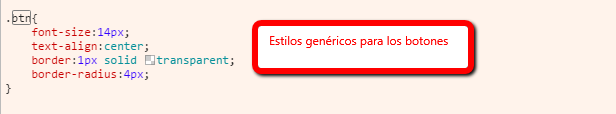 .btn{
font-size:14px;
text-align:center;
border:1px solid transparent;
border-radius:4px;
}
Estilos genéricos para los botones